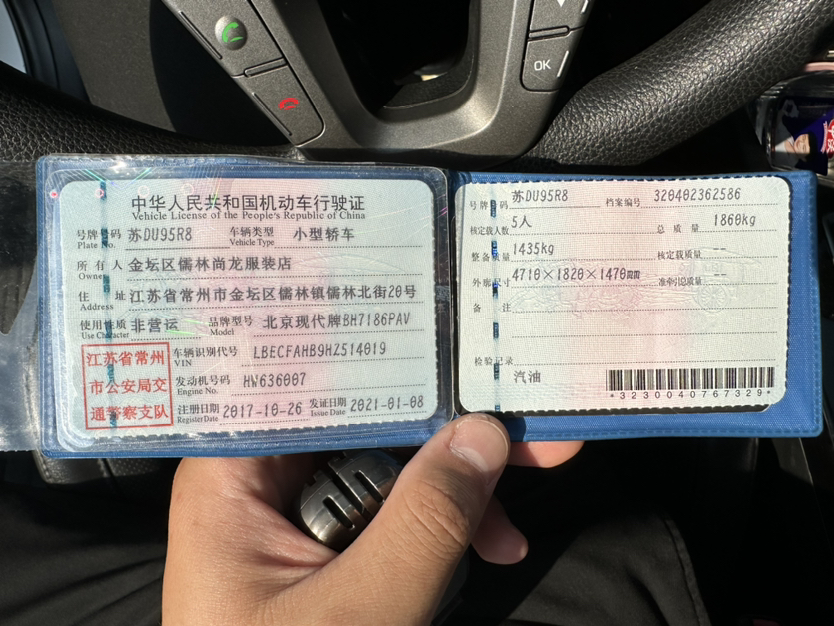 OK
中华人民共和国机动车行驶证
Vehicle License of the People's Republic of China
号牌号码 苏DU95R8 车辆类型 小型轿车
Plate No. Vehicle Type
所有人 金坛区儒林尚龙服装店
Owner
住址 江苏省常州市金坛区儒林镇儒林北街20号
Address
使用性质 非营运 品牌型号 北京现代牌BH7186PAV
Use Character Model
江苏省常州
市公安局交
通警察支队
车辆识别代号 LBECFAHB9HZ514019
VIN
发动机号码 HW636007
Engine No.
注册日期 2017-10-26 发证日期 2021-01-08
Register Date Issue Date
号牌号码 苏DU95R8 档案编号 320402362586
核定载人数 5人 总质量 1860kg
整备质量 1435kg 核定载质量 --
外廓尺寸 4710×1820×1470mm 准牵引总质量 --
备注
检验记录
汽油
*3230040767329*